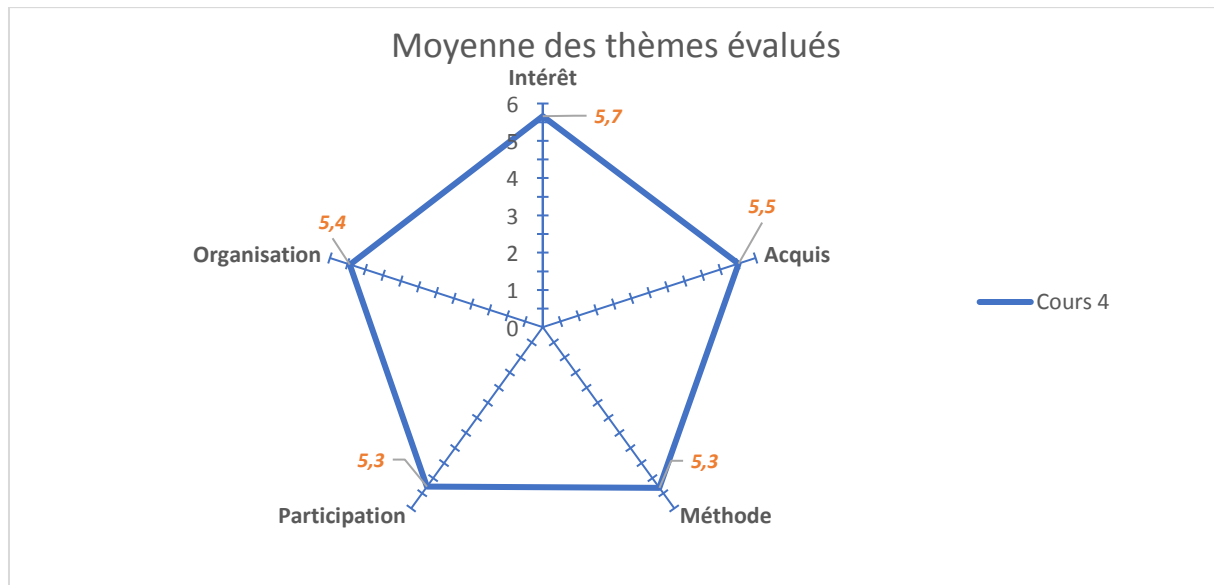 Moyenne des thèmes évalués
Intérêt
6
5,7
5
4
5,5
5,4
3
Organisation
Acquis
2
1
Cours 4
0
5,3
5,3
Participation
Méthode